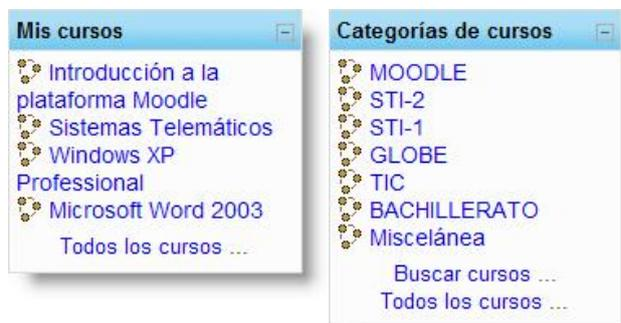 Mis cursos
Introducción a la
plataforma Moodle
Sistemas Telemáticos
Windows XP
Professional
Microsoft Word 2003
Todos los cursos ...
Categorías de cursos
MOODLE
STI-2
STI-1
GLOBE
TIC
BACHILLERATO
Miscelánea
Buscar cursos ...
Todos los cursos ...